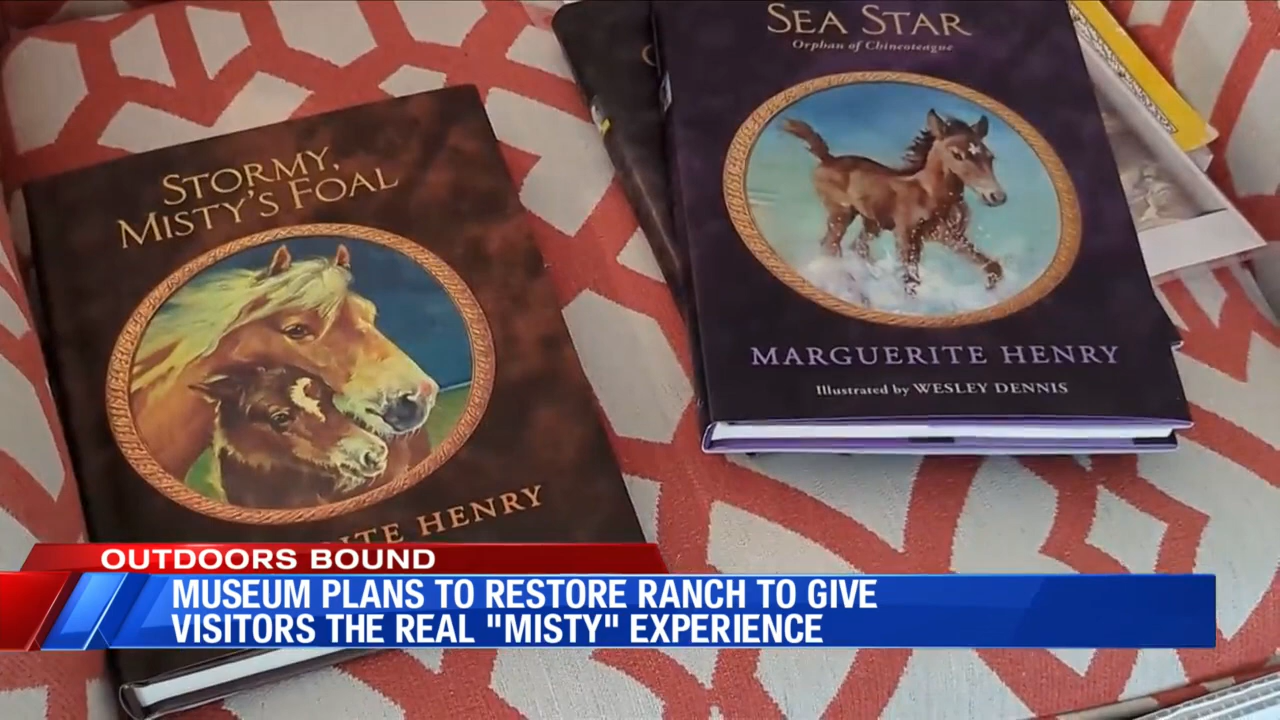 STORMY,
MISTY'S FOAL
HENRY
SEA STAR
Orphan of Chincoteague
MARGUERITE HENRY
Illustrated by WESLEY DENNIS
OUTDOORS BOUND
MUSEUM PLANS TO RESTORE RANCH TO GIVE
VISITORS THE REAL "MISTY" EXPERIENCE